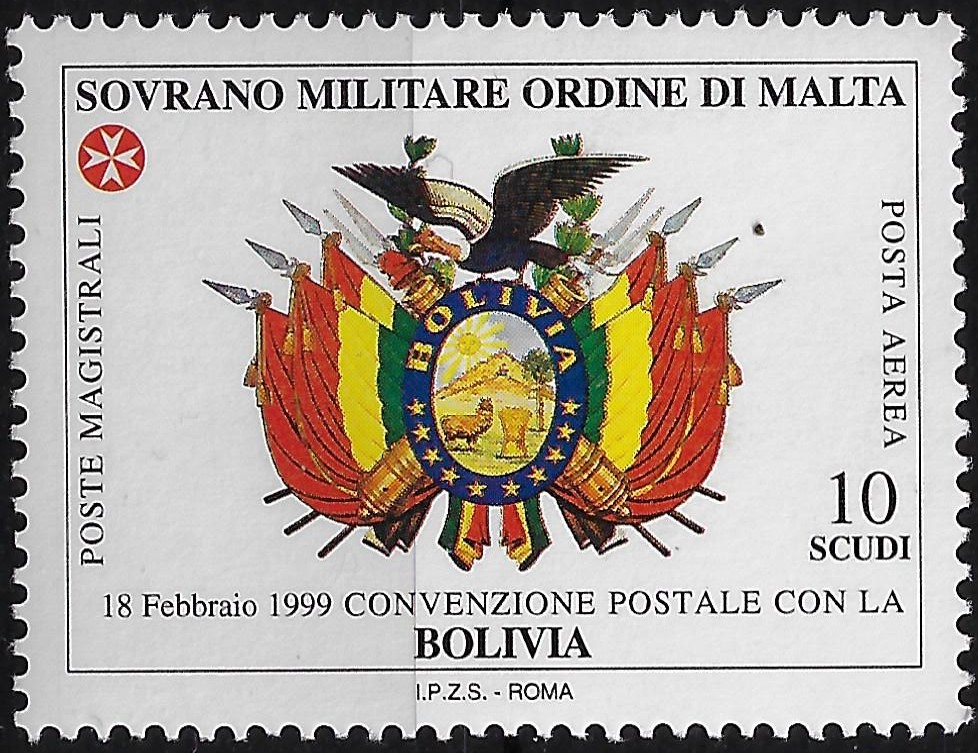 SOVRANO MILITARE ORDINE DI MALTA
POSTE MAGISTRALI
BOLIVIA
POSTA AEREA
10
SCUDI
18 Febbraio 1999 CONVENZIONE POSTALE CON LA
BOLIVIA
I.P.Z.S. - ROMA